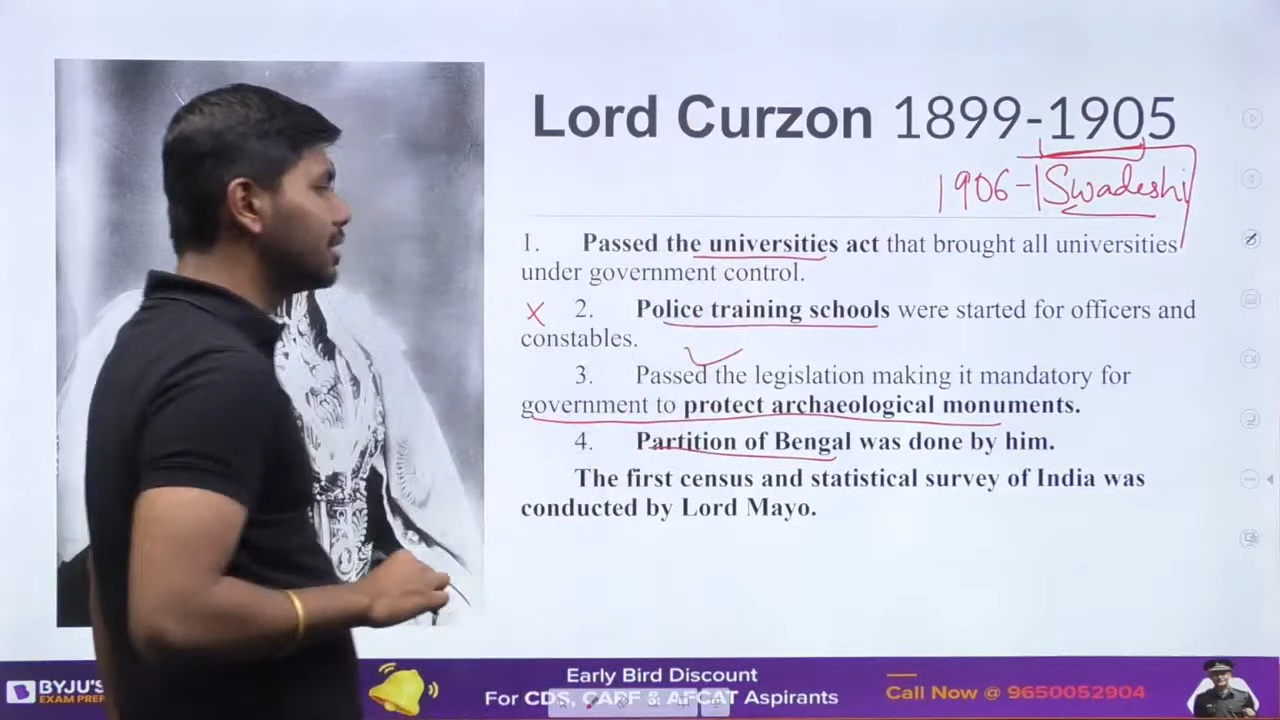 Lord Curzon 1899-1905
1906- Swadeshi
1. Passed the universities act that brought all universities
under government control.
x 2. Police training schools were started for officers and
constables.
3. Passed the legislation making it mandatory for
government to protect archaeological monuments.
4. Partition of Bengal was done by him.
The first census and statistical survey of India was
conducted by Lord Mayo.
BYJU'S
EXAM PREP
Early Bird Discount
For CDS, CAPF & AFCAT Aspirants
Call Now @ 9650052904